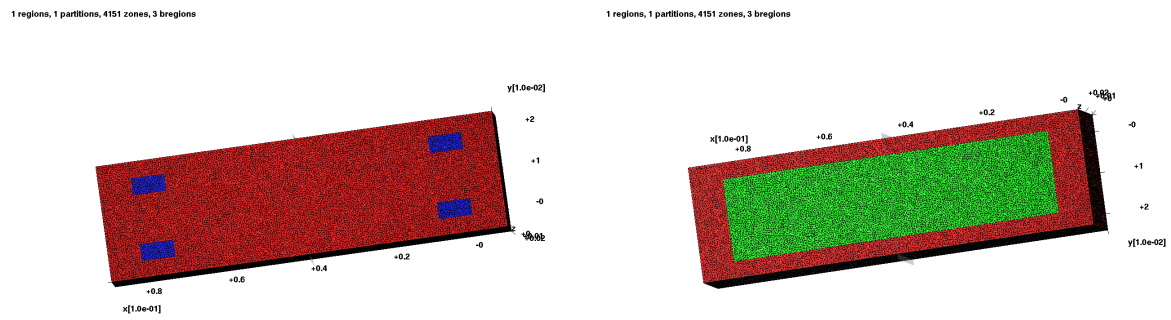 1 regions, 1 partitions, 4151 zones, 3 bregions
y[1.0e-02]
+2
+1
-0
z
-0
+0.2
+0.4
+0.6
+0.8
x[1.0e-01]
1 regions, 1 partitions, 4151 zones, 3 bregions
-0
z
+0.2
x[1.0e-01]
+0.4
+0.6
+0.8
-0
+1
+2
y[1.0e-02]